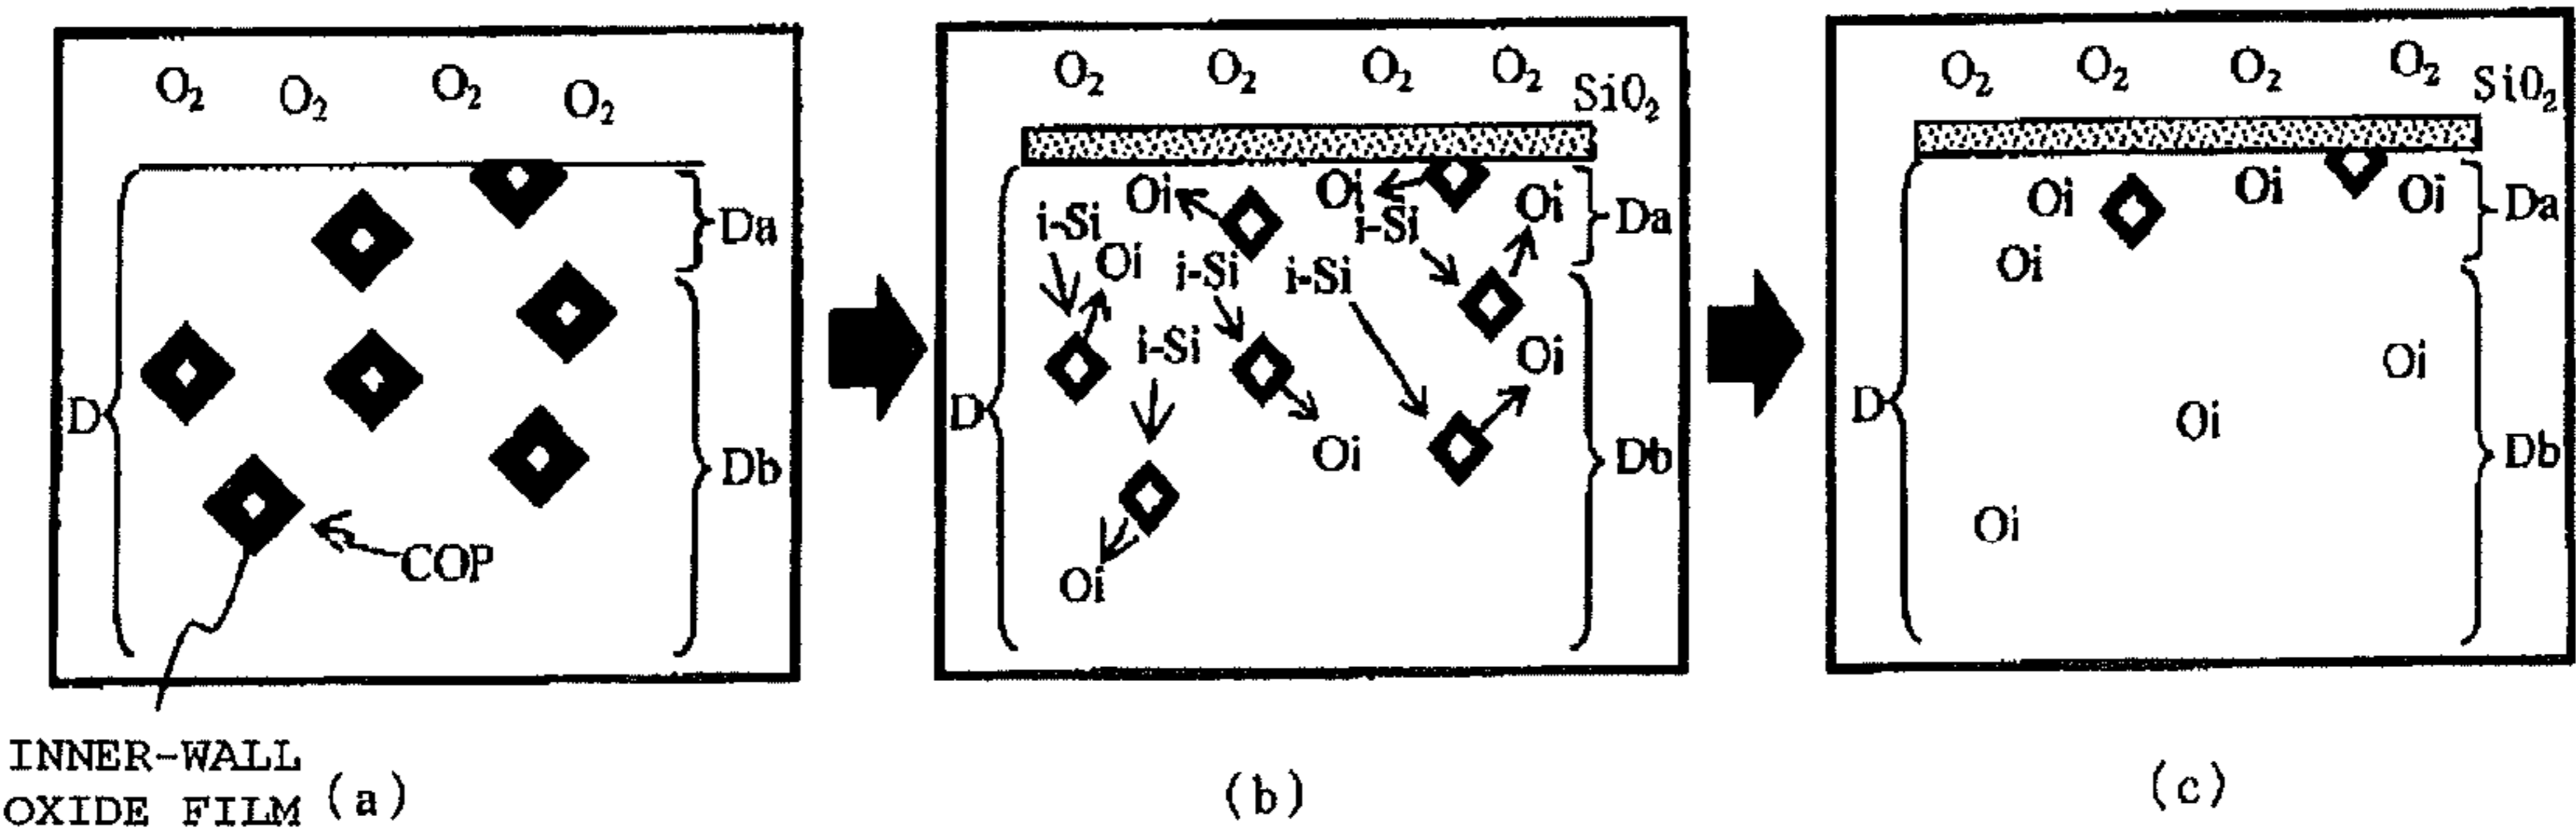 O₂ O₂ O₂ O₂
Da
D
Db
COP
INNER-WALL
OXIDE FILM
(a)
O₂ O₂ O₂ O₂
SiO₂
Oi Oi Oi
i-Si i-Si
Da
Oi i-Si i-Si
i-Si Oi
D
Oi Db
Oi
(b)
O₂ O₂ O₂ O₂
SiO₂
Oi Oi Oi
Da
Oi
Oi
D
Oi
Db
Oi
(c)